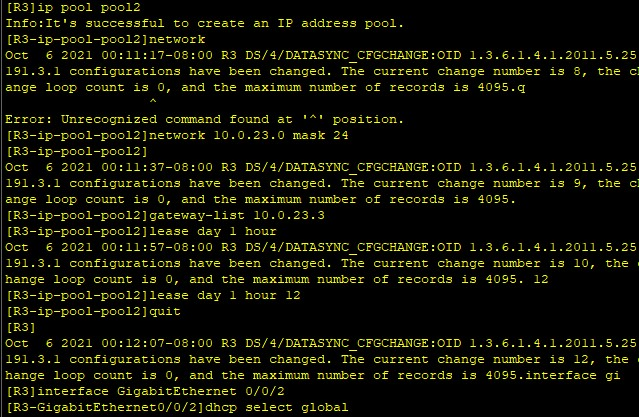 [R3]ip pool pool2
Info:It's successful to create an IP address pool.
[R3-ip-pool-pool2]network
Oct  6 2021 00:11:17-08:00 R3 DS/4/DATASYNC_CFGCHANGE:OID 1.3.6.1.4.1.2011.5.25
191.3.1 configurations have been changed. The current change number is 8, the ch
ange loop count is 0, and the maximum number of records is 4095.q
^
Error: Unrecognized command found at '^' position.
[R3-ip-pool-pool2]network 10.0.23.0 mask 24
[R3-ip-pool-pool2]
Oct  6 2021 00:11:37-08:00 R3 DS/4/DATASYNC_CFGCHANGE:OID 1.3.6.1.4.1.2011.5.25
191.3.1 configurations have been changed. The current change number is 9, the ch
ange loop count is 0, and the maximum number of records is 4095.
[R3-ip-pool-pool2]gateway-list 10.0.23.3
[R3-ip-pool-pool2]lease day 1 hour
Oct  6 2021 00:11:57-08:00 R3 DS/4/DATASYNC_CFGCHANGE:OID 1.3.6.1.4.1.2011.5.25
191.3.1 configurations have been changed. The current change number is 10, the c
hange loop count is 0, and the maximum number of records is 4095. 12
[R3-ip-pool-pool2]lease day 1 hour 12
[R3-ip-pool-pool2]quit
[R3]
Oct  6 2021 00:12:07-08:00 R3 DS/4/DATASYNC_CFGCHANGE:OID 1.3.6.1.4.1.2011.5.25
191.3.1 configurations have been changed. The current change number is 12, the c
hange loop count is 0, and the maximum number of records is 4095.interface gi
[R3]interface GigabitEthernet 0/0/2
[R3-GigabitEthernet0/0/2]dhcp select global